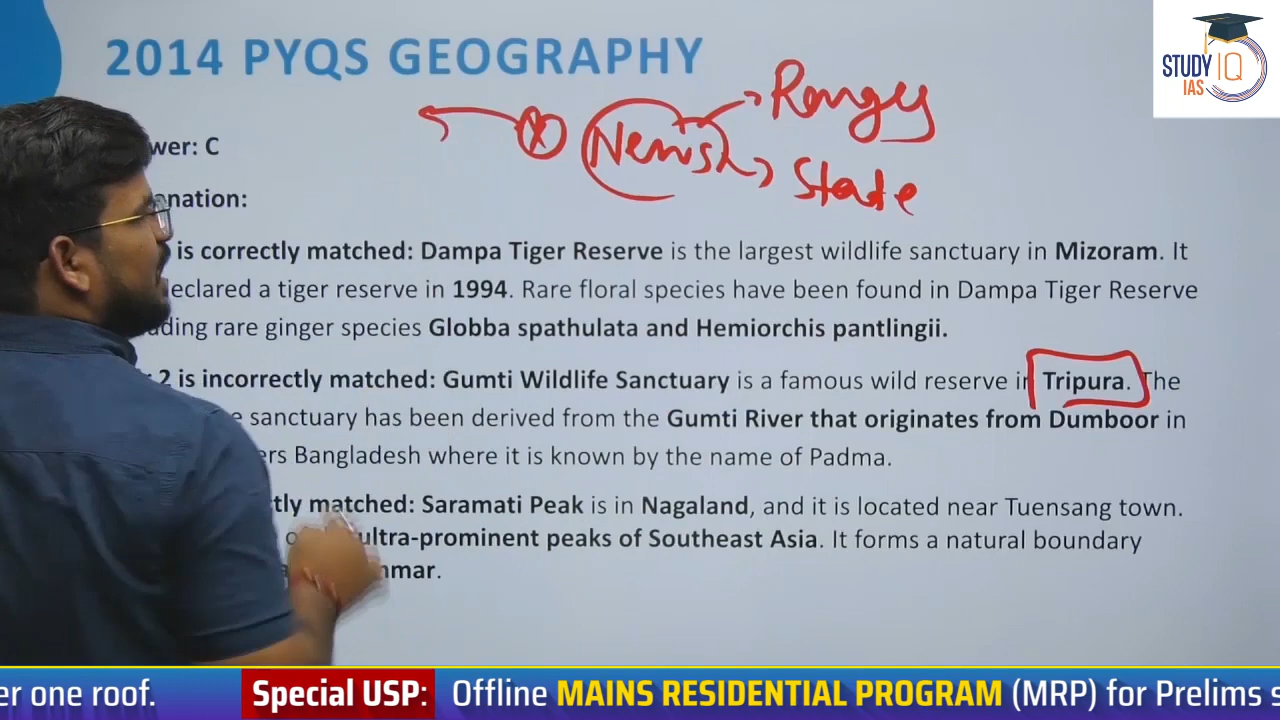 2014 PYQS GEOGRAPHY
STUDY IQ
IAS
Ranges
News
State
wer: C
nation:
is correctly matched: Dampa Tiger Reserve is the largest wildlife sanctuary in Mizoram. It
eclared a tiger reserve in 1994. Rare floral species have been found in Dampa Tiger Reserve
ding rare ginger species Globba spathulata and Hemiorchis pantlingii.
2 is incorrectly matched: Gumti Wildlife Sanctuary is a famous wild reserve in Tripura. The
e sanctuary has been derived from the Gumti River that originates from Dumboor in
ers Bangladesh where it is known by the name of Padma.
tly matched: Saramati Peak is in Nagaland, and it is located near Tuensang town.
ultra-prominent peaks of Southeast Asia. It forms a natural boundary
nmar.
er one roof. Special USP: Offline MAINS RESIDENTIAL PROGRAM (MRP) for Prelims s